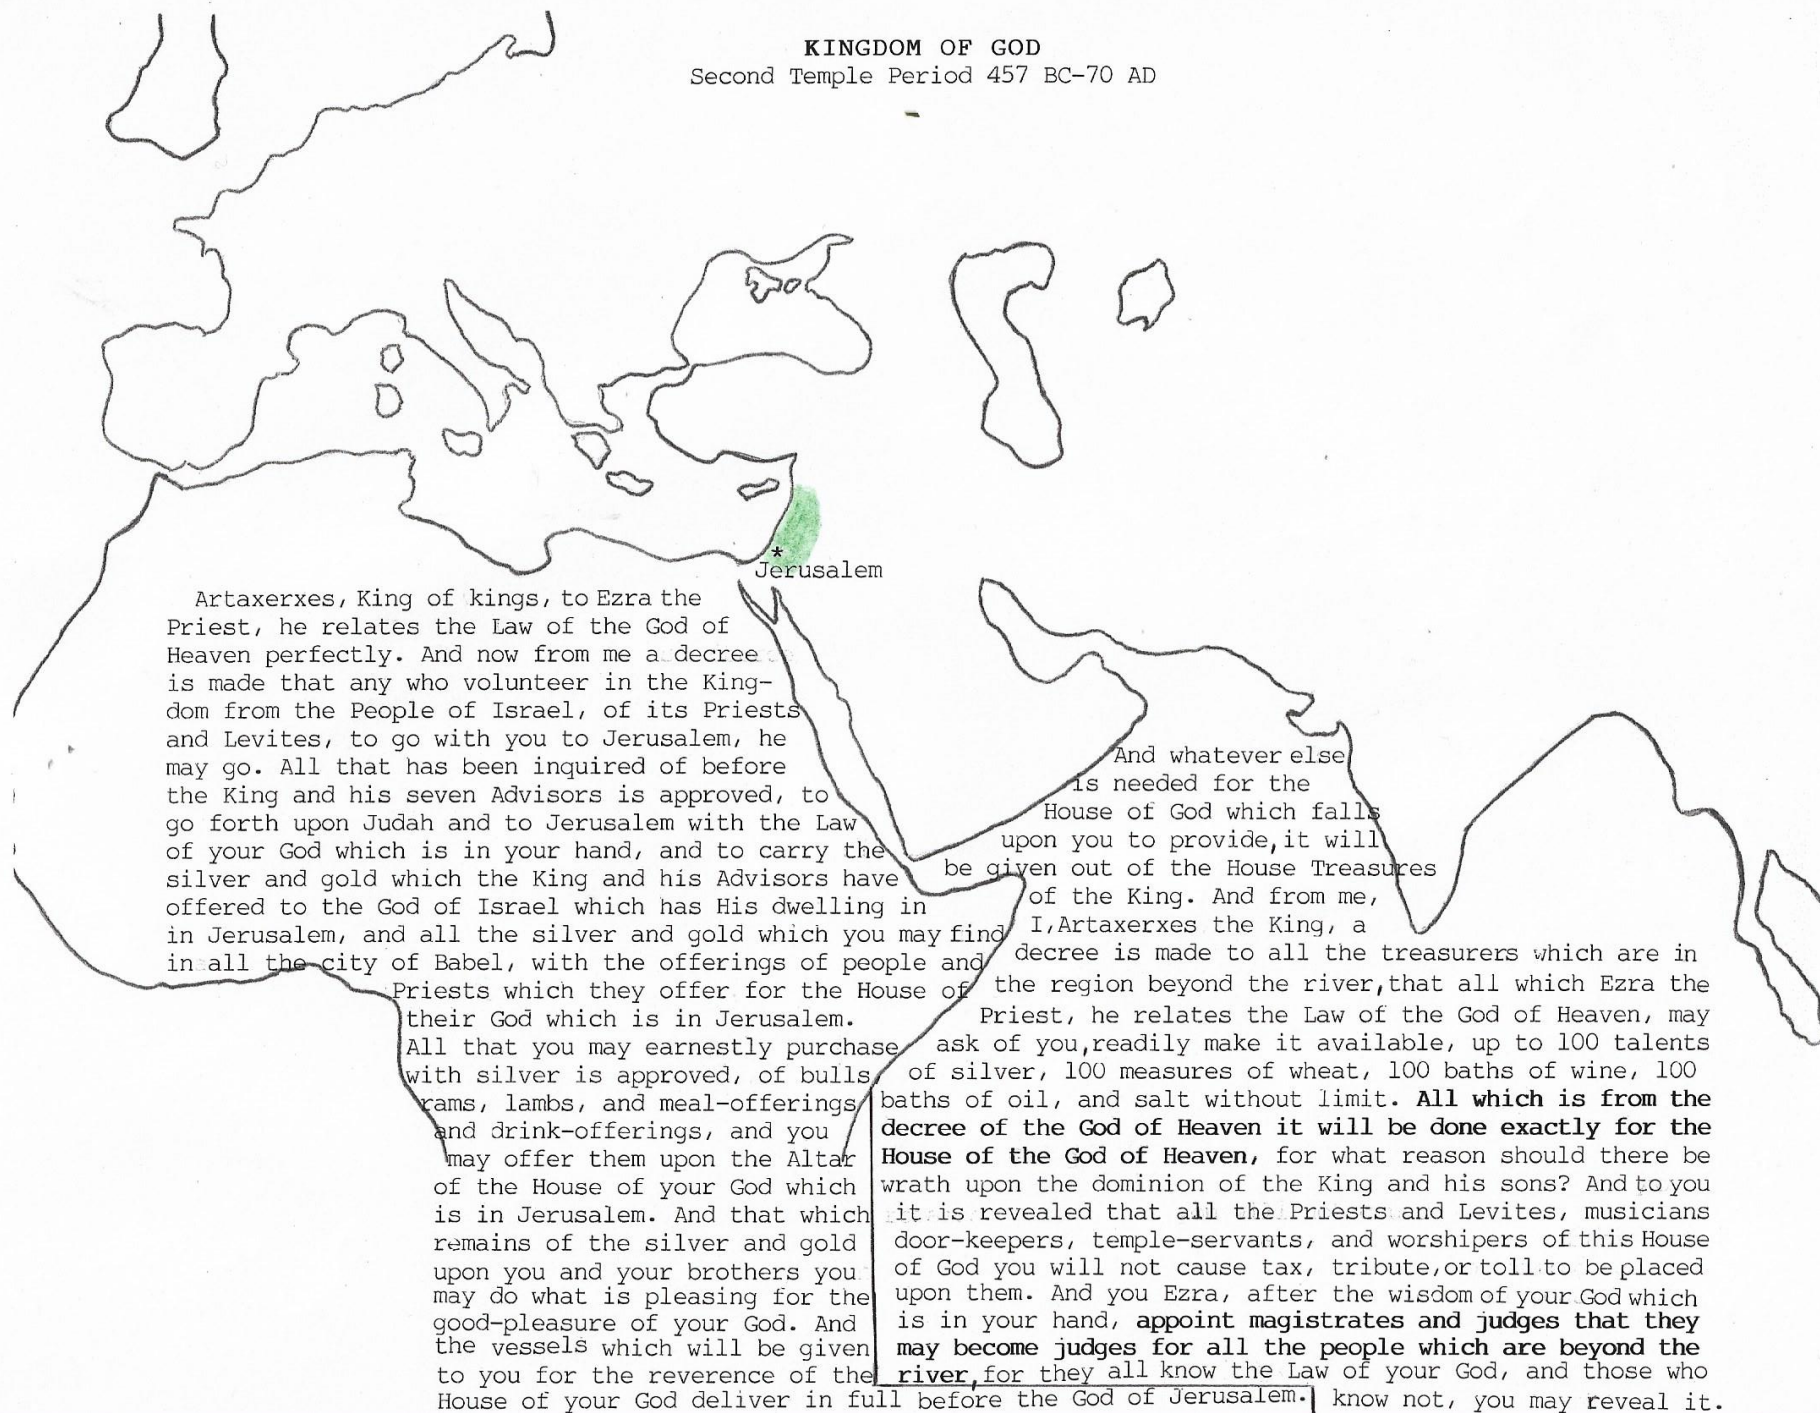 KINGDOM OF GOD
Second Temple Period 457 BC-70 AD
*
Jerusalem
Artaxerxes, King of kings, to Ezra the
Priest, he relates the Law of the God of
Heaven perfectly. And now from me a decree
is made that any who volunteer in the King-
dom from the People of Israel, of its Priests
and Levites, to go with you to Jerusalem, he
may go. All that has been inquired of before
the King and his seven Advisors is approved, to
go forth upon Judah and to Jerusalem with the Law
of your God which is in your hand, and to carry the
silver and gold which the King and his Advisors have
offered to the God of Israel which has His dwelling in
in Jerusalem, and all the silver and gold which you may find
in all the city of Babel, with the offerings of people and
Priests which they offer for the House of
their God which is in Jerusalem.
All that you may earnestly purchase
with silver is approved, of bulls,
rams, lambs, and meal-offerings
and drink-offerings, and you
may offer them upon the Altar
of the House of your God which
is in Jerusalem. And that which
remains of the silver and gold
upon you and your brothers you
may do what is pleasing for the
good-pleasure of your God. And
the vessels which will be given
to you for the reverence of the
House of your God deliver in full before the God of Jerusalem.
And whatever else
is needed for the
House of God which falls
upon you to provide, it will
be given out of the House Treasures
of the King. And from me,
I, Artaxerxes the King, a
decree is made to all the treasurers which are in
the region beyond the river, that all which Ezra the
Priest, he relates the Law of the God of Heaven, may
ask of you, readily make it available, up to 100 talents
of silver, 100 measures of wheat, 100 baths of wine, 100
baths of oil, and salt without limit. All which is from the
decree of the God of Heaven it will be done exactly for the
House of the God of Heaven, for what reason should there be
wrath upon the dominion of the King and his sons? And to you
it is revealed that all the Priests and Levites, musicians
door-keepers, temple-servants, and worshipers of this House
of God you will not cause tax, tribute, or toll to be placed
upon them. And you Ezra, after the wisdom of your God which
is in your hand, appoint magistrates and judges that they
may become judges for all the people which are beyond the
river, for they all know the Law of your God, and those who
know not, you may reveal it.